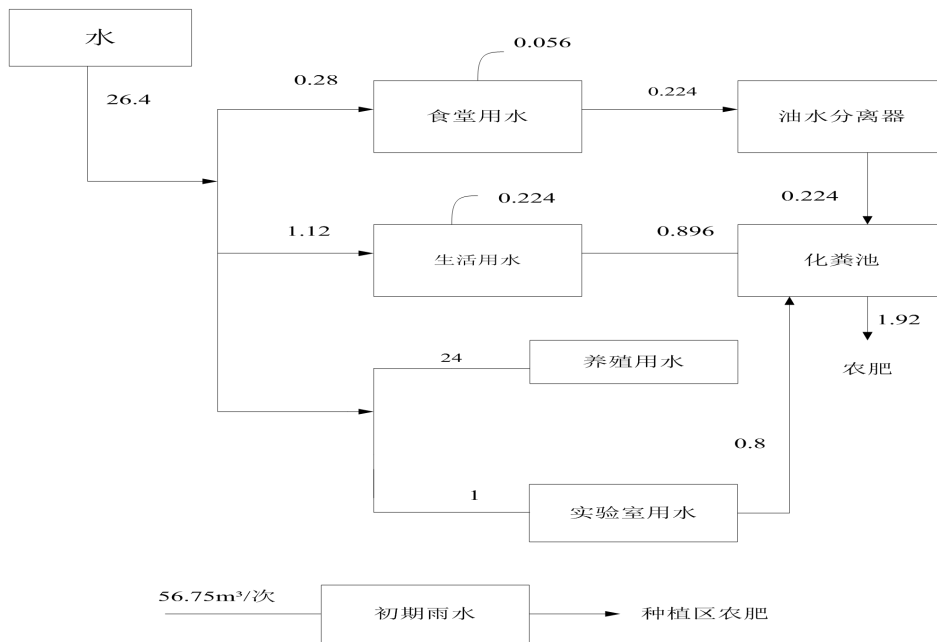 水
26.4
0.056
0.28
食堂用水
0.224
油水分离器
0.224
0.224
1.12
生活用水
0.896
化粪池
1.92
农肥
24
养殖用水
0.8
1
实验室用水
56.75m³/次
初期雨水
种植区农肥